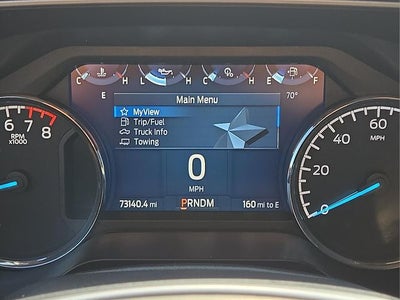 C H L H C H E F
E 70°
Main Menu
MyView
Trip/Fuel
Truck Info
Towing
0
MPH
73140.4 mi PRNDM 160 mi to E
6 7 8
RPM
x1000
0 20 40 60
MPH